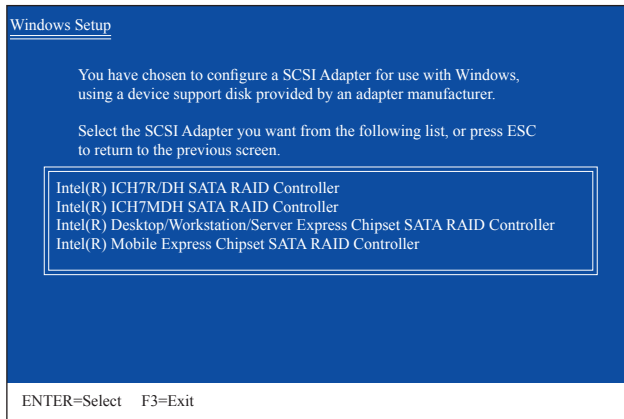 Windows Setup
You have chosen to configure a SCSI Adapter for use with Windows,
using a device support disk provided by an adapter manufacturer.
Select the SCSI Adapter you want from the following list, or press ESC
to return to the previous screen.
Intel(R) ICH7R/DH SATA RAID Controller
Intel(R) ICH7MDH SATA RAID Controller
Intel(R) Desktop/Workstation/Server Express Chipset SATA RAID Controller
Intel(R) Mobile Express Chipset SATA RAID Controller
ENTER=Select F3=Exit